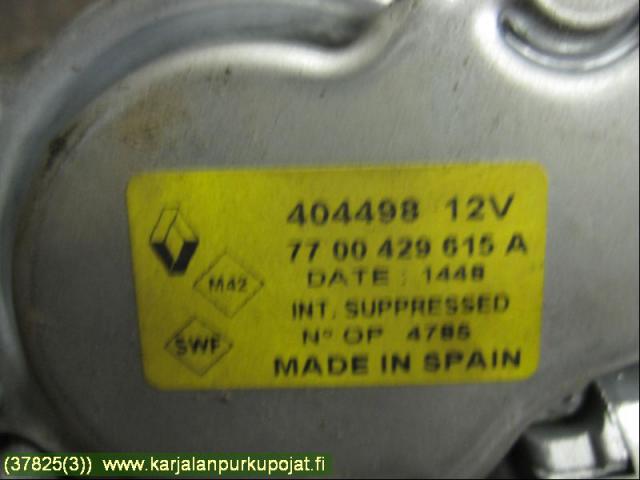 404498 12V
77 00 429 615 A
DATE : 1448
M42
INT. SUPPRESSED
N° OP 4785
SWF
MADE IN SPAIN
(37825(3)) www.karjalanpurkupojat.fi